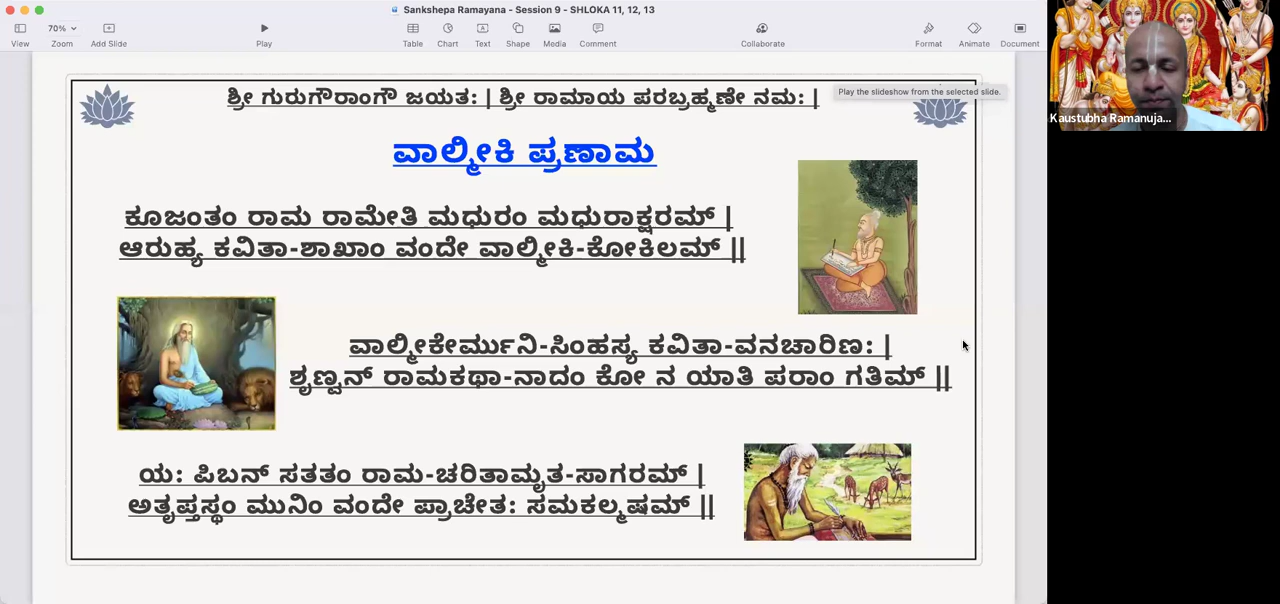 Sankshepa Ramayana - Session 9 - SHLOKA 11, 12, 13
70%
View Zoom Add Slide Play Table Chart Text Shape Media Comment Collaborate Format Animate Document
ಶ್ರೀ ಗುರುಗೌರಾಂಗೌ ಜಯತ: | ಶ್ರೀ ರಾಮಾಯ ಪರಬ್ರಹ್ಮಣೇ ನಮ: |
Play the slideshow from the selected slide.
ವಾಲ್ಮೀಕಿ ಪ್ರಣಾಮ
ಕೂಜಂತಂ ರಾಮ ರಾಮೇತಿ ಮಧುರಂ ಮಧುರಾಕ್ಷರಮ್ |
ಆರುಹ್ಯ ಕವಿತಾ-ಶಾಖಾಂ ವಂದೇ ವಾಲ್ಮೀಕಿ-ಕೋಕಿಲಮ್ ||
ವಾಲ್ಮೀಕೇರ್ಮುನಿ-ಸಿಂಹಸ್ಯ ಕವಿತಾ-ವನಚಾರಿಣ: |
ಶೃಣ್ವನ್ ರಾಮಕಥಾ-ನಾದಂ ಕೋ ನ ಯಾತಿ ಪರಾಂ ಗತಿಮ್ ||
ಯ: ಪಿಬನ್ ಸತತಂ ರಾಮ-ಚರಿತಾಮೃತ-ಸಾಗರಮ್ |
ಅತೃಪ್ತಸ್ಥಂ ಮುನಿಂ ವಂದೇ ಪ್ರಾಚೇತ: ಸಮಕಲ್ಮಷಮ್ ||
Kaustubha Ramanuja...